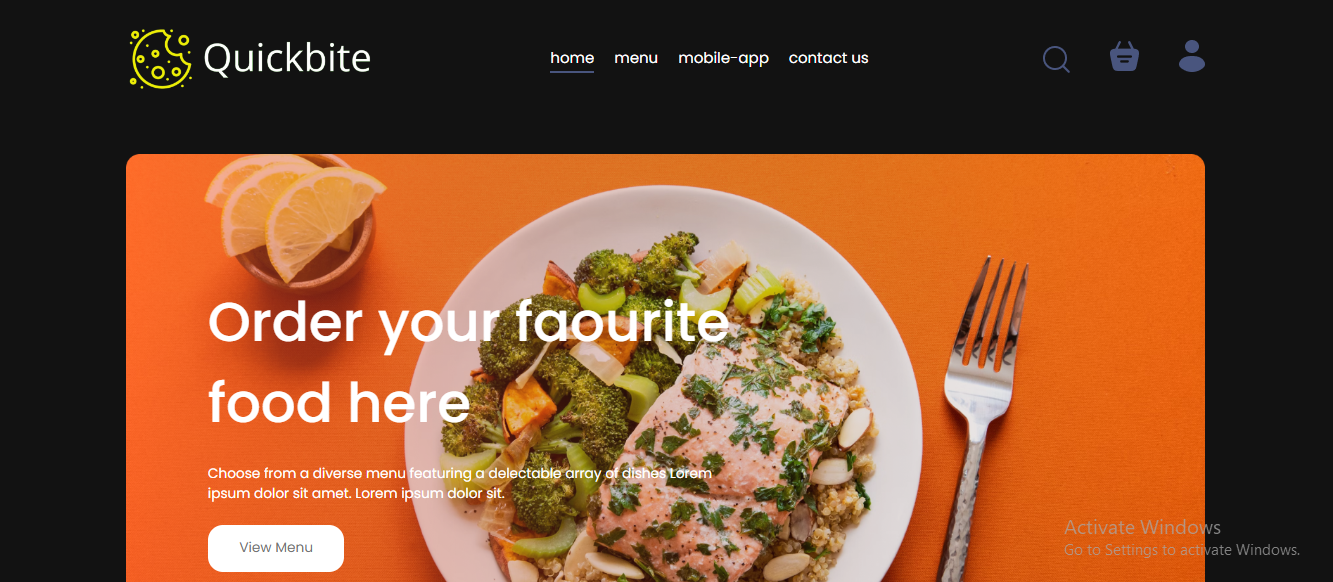 Quickbite
home menu mobile-app contact us
Order your faourite
food here
Choose from a diverse menu featuring a delectable array of dishes Lorem
ipsum dolor sit amet. Lorem ipsum dolor sit.
View Menu
Activate Windows
Go to Settings to activate Windows.